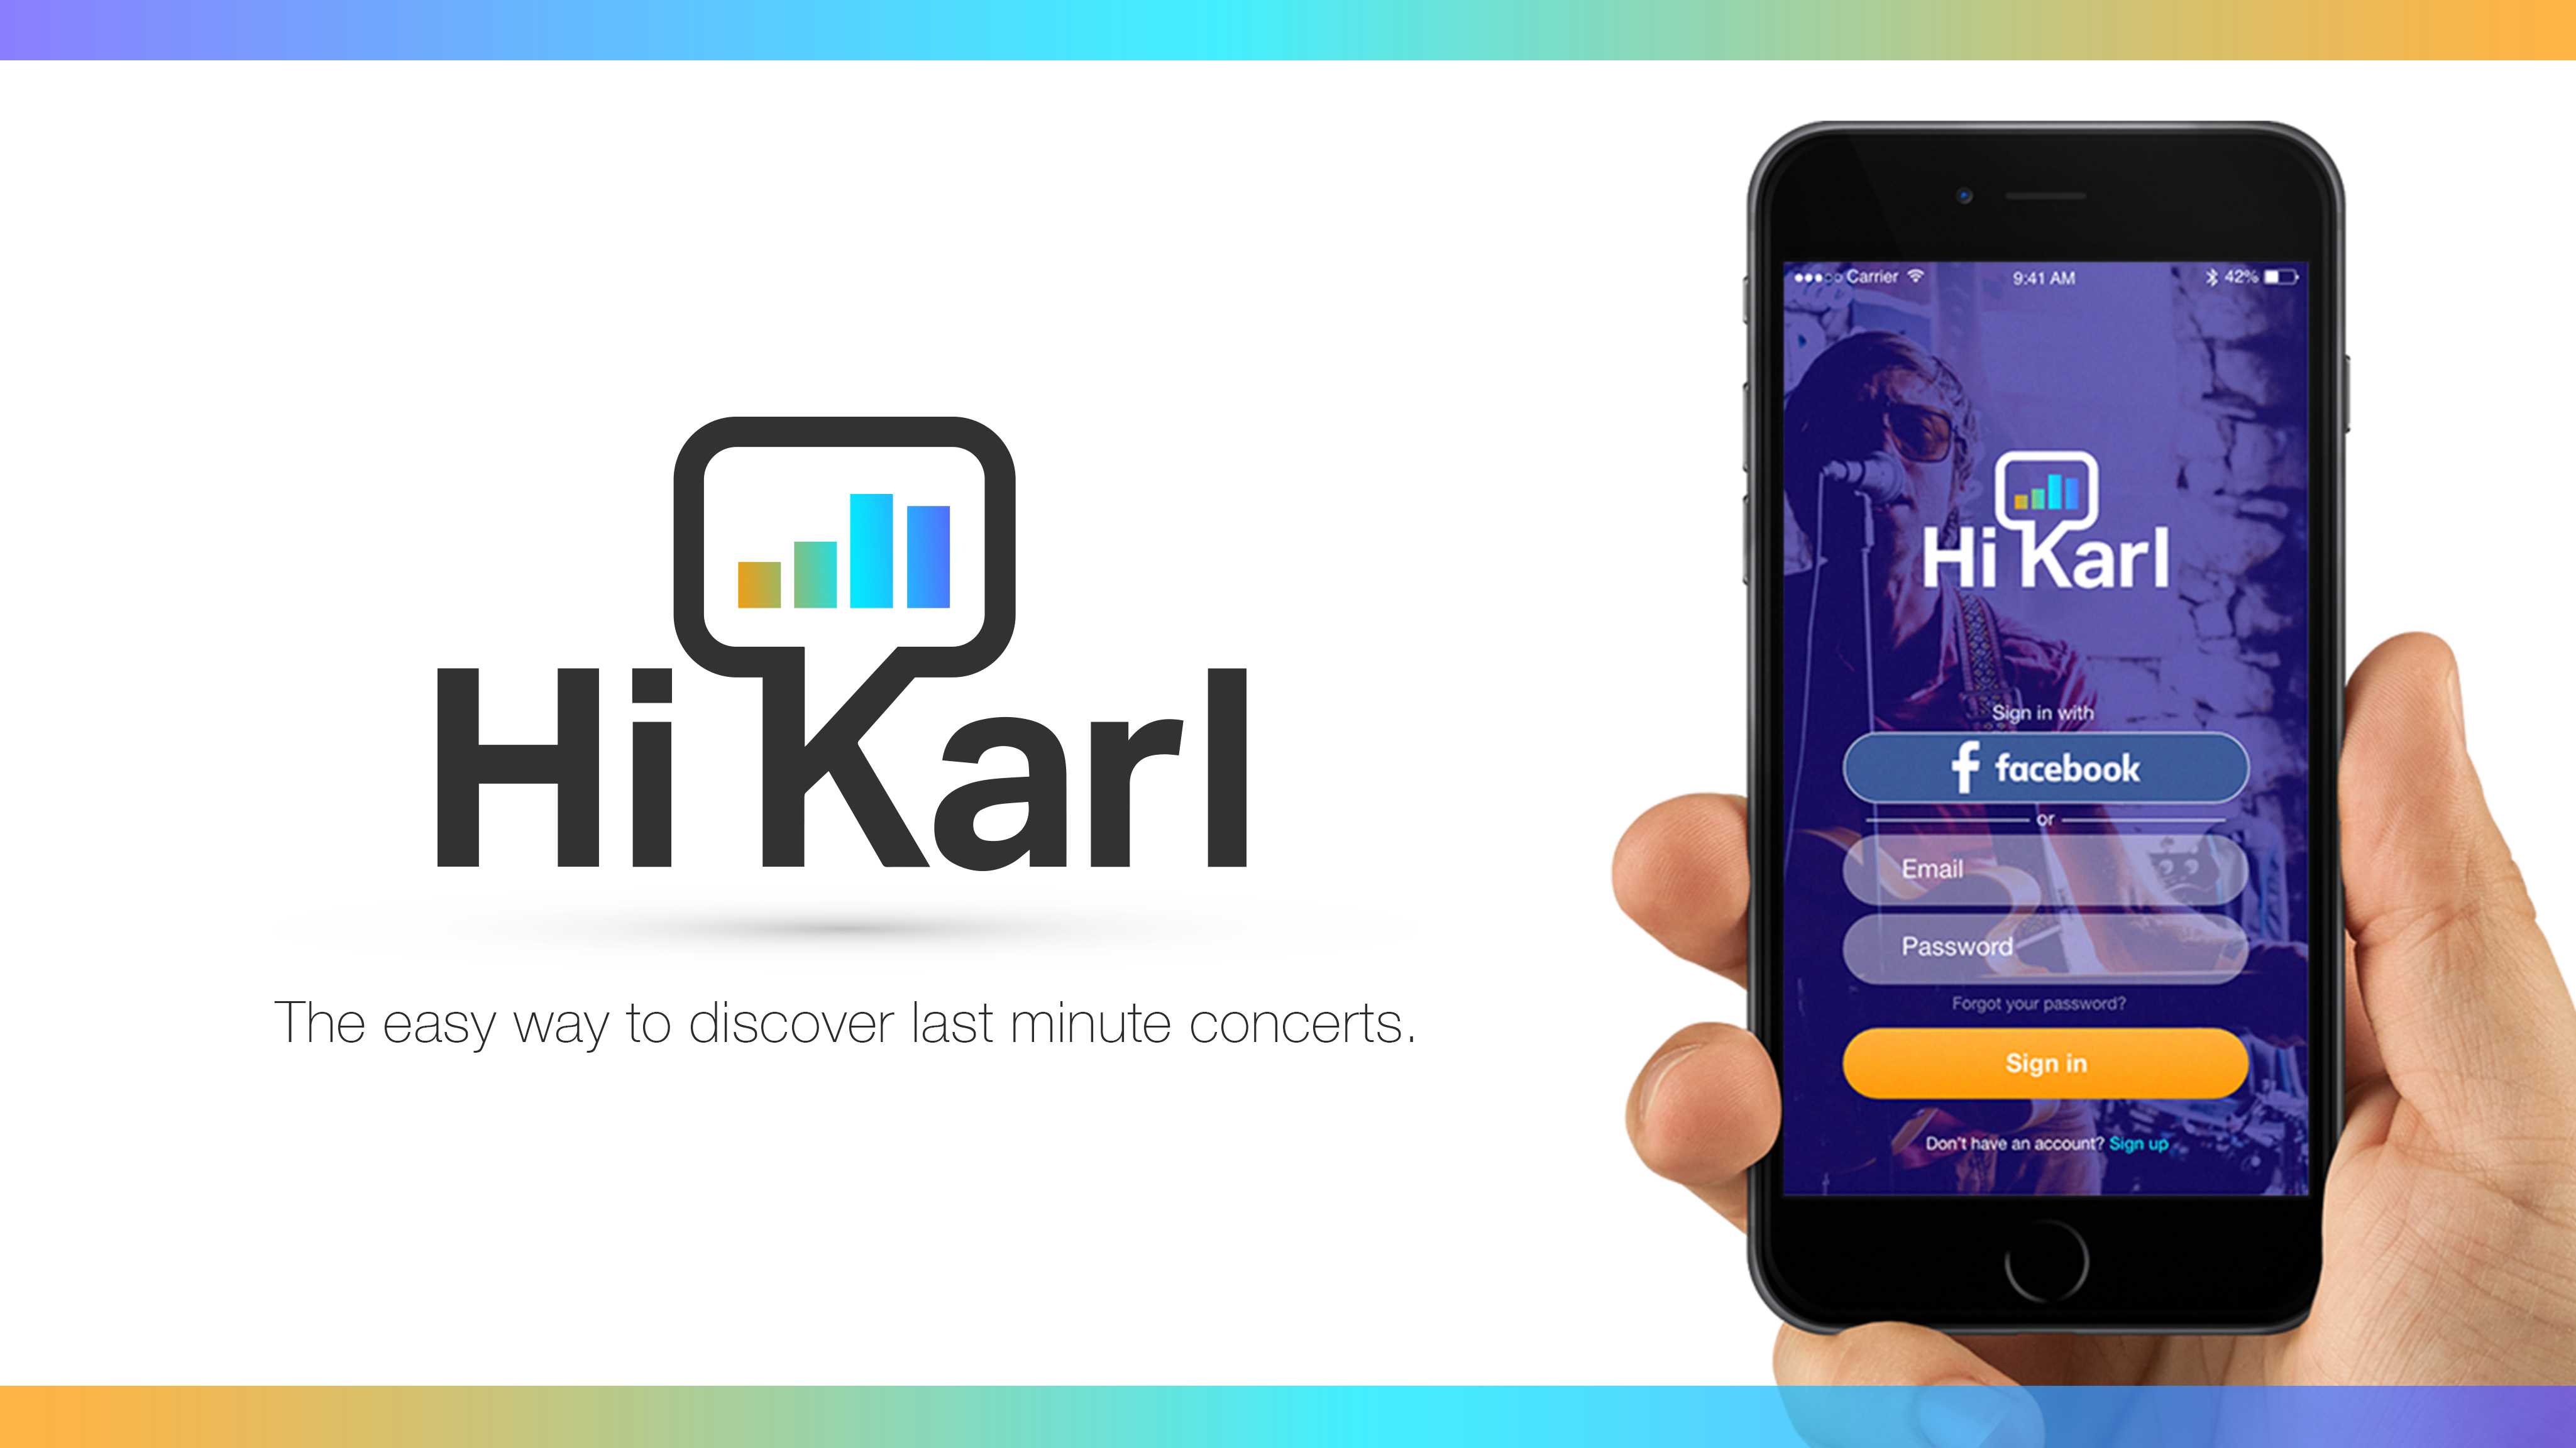 Hi Karl
The easy way to discover last minute concerts.
Carrier 9:41 AM 42%
Hi Karl
Sign in with
f facebook
or
Email
Password
Forgot your password?
Sign in
Don't have an account? Sign up